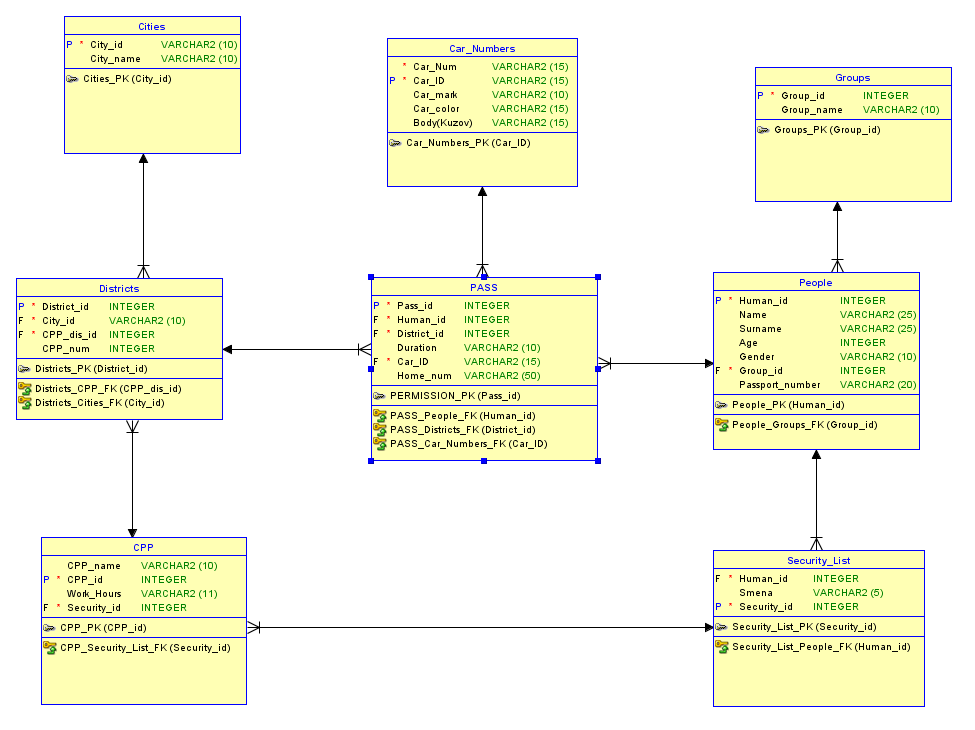 Cities
P * City_id VARCHAR2 (10)
City_name VARCHAR2 (10)
Cities_PK (City_id)
Car_Numbers
* Car_Num VARCHAR2 (15)
P * Car_ID VARCHAR2 (15)
Car_mark VARCHAR2 (10)
Car_color VARCHAR2 (15)
Body(Kuzov) VARCHAR2 (15)
Car_Numbers_PK (Car_ID)
Groups
P * Group_id INTEGER
Group_name VARCHAR2 (10)
Groups_PK (Group_id)
Districts
P * District_id INTEGER
F * City_id VARCHAR2 (10)
F * CPP_dis_id INTEGER
CPP_num INTEGER
Districts_PK (District_id)
Districts_CPP_FK (CPP_dis_id)
Districts_Cities_FK (City_id)
PASS
P * Pass_id INTEGER
F * Human_id INTEGER
F * District_id INTEGER
Duration VARCHAR2 (10)
F * Car_ID VARCHAR2 (15)
Home_num VARCHAR2 (50)
PERMISSION_PK (Pass_id)
PASS_People_FK (Human_id)
PASS_Districts_FK (District_id)
PASS_Car_Numbers_FK (Car_ID)
People
P * Human_id INTEGER
Name VARCHAR2 (25)
Surname VARCHAR2 (25)
Age INTEGER
Gender VARCHAR2 (10)
F * Group_id INTEGER
Passport_number VARCHAR2 (20)
People_PK (Human_id)
People_Groups_FK (Group_id)
CPP
CPP_name VARCHAR2 (10)
P * CPP_id INTEGER
Work_Hours VARCHAR2 (11)
F * Security_id INTEGER
CPP_PK (CPP_id)
CPP_Security_List_FK (Security_id)
Security_List
F * Human_id INTEGER
Smena VARCHAR2 (5)
P * Security_id INTEGER
Security_List_PK (Security_id)
Security_List_People_FK (Human_id)